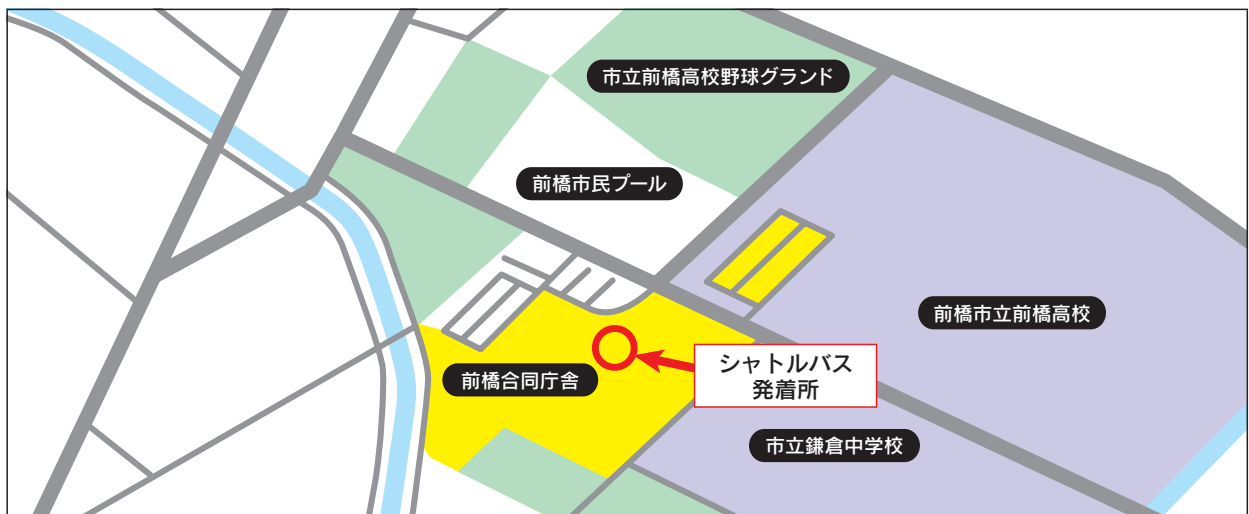 市立前橋高校野球グランド
前橋市民プール
前橋市立前橋高校
シャトルバス
発着所
前橋合同庁舎
市立鎌倉中学校